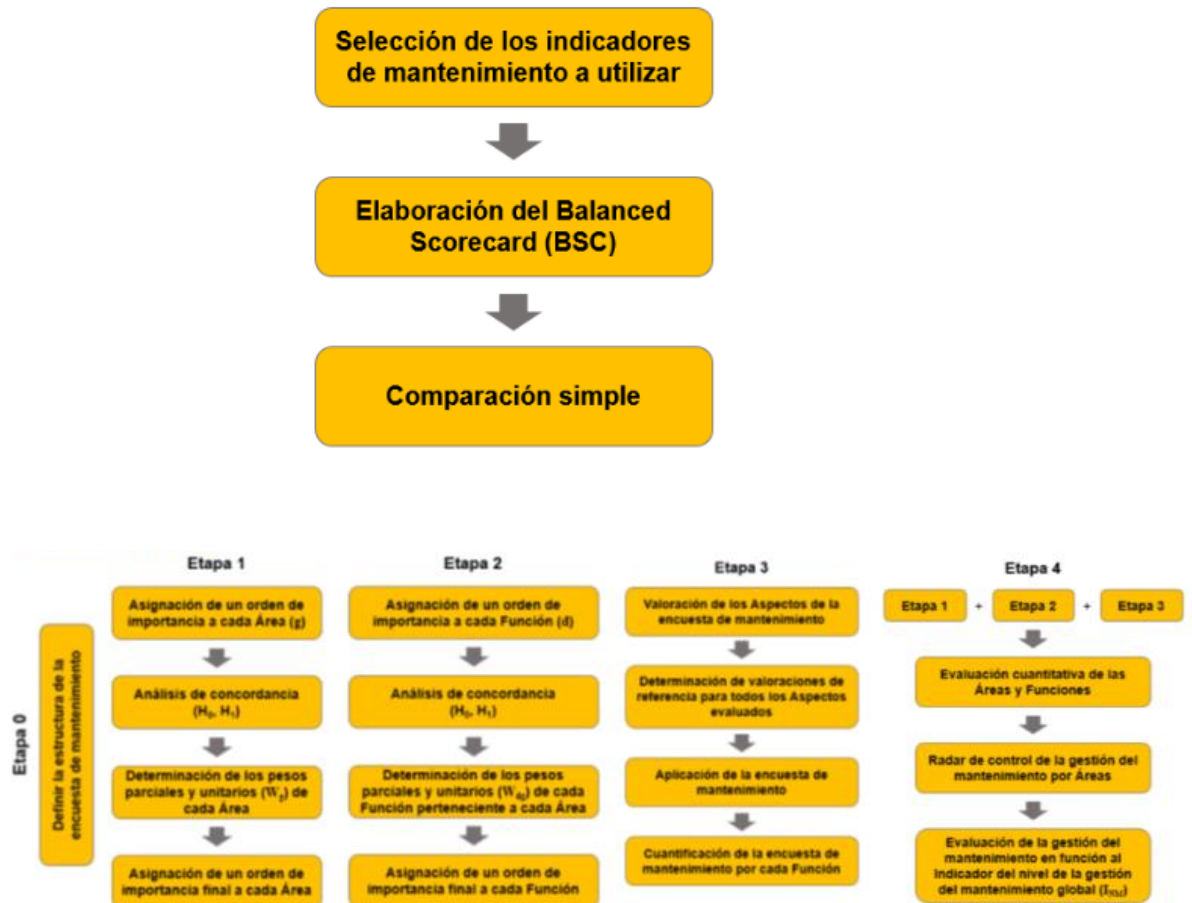 Selección de los indicadores
de mantenimiento a utilizar
Elaboración del Balanced
Scorecard (BSC)
Comparación simple
Etapa 0
Definir la estructura de la
encuesta de mantenimiento
Etapa 1
Asignación de un orden de
importancia a cada Área (g)
Análisis de concordancia
(H₀, H₁)
Determinación de los pesos
parciales y unitarios (W_g) de
cada Área
Asignación de un orden de
importancia final a cada Área
Etapa 2
Asignación de un orden de
importancia a cada Función (d)
Análisis de concordancia
(H₀, H₁)
Determinación de los pesos
parciales y unitarios (W_dg) de cada
Función perteneciente a cada Área
Asignación de un orden de
importancia final a cada Función
Etapa 3
Valoración de los Aspectos de la
encuesta de mantenimiento
Determinación de valoraciones de
referencia para todos los Aspectos
evaluados
Aplicación de la encuesta de
mantenimiento
Cuantificación de la encuesta de
mantenimiento por cada Función
Etapa 4
Etapa 1 + Etapa 2 + Etapa 3
Evaluación cuantitativa de las
Áreas y Funciones
Radar de control de la gestión del
mantenimiento por Áreas
Evaluación de la gestión del
mantenimiento en función al
Indicador del nivel de la gestión
del mantenimiento global